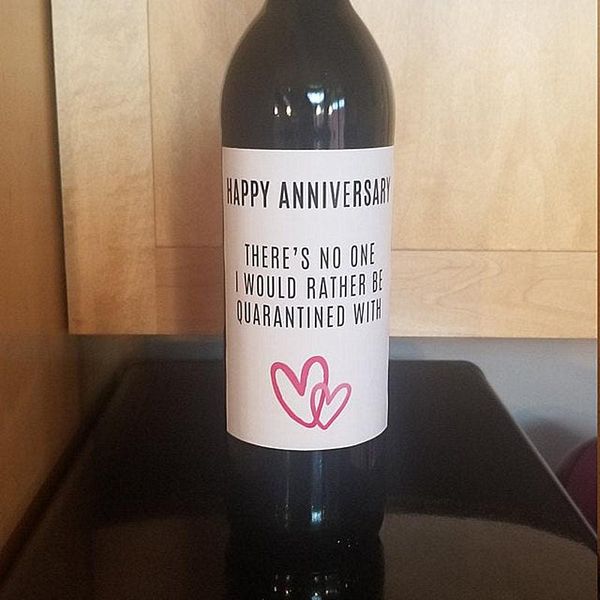 HAPPY ANNIVERSARY
THERE'S NO ONE
I WOULD RATHER BE
QUARANTINED WITH